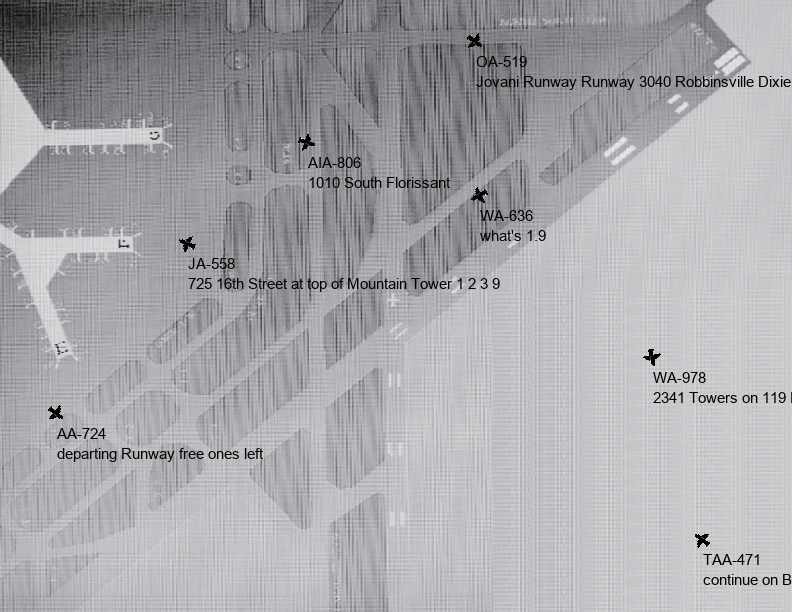 OA-519
Jovani Runway Runway 3040 Robbinsville Dixie
AIA-806
1010 South Florissant
WA-636
what's 1.9
JA-558
725 16th Street at top of Mountain Tower 1 2 3 9
WA-978
2341 Towers on 119
AA-724
departing Runway free ones left
TAA-471
continue on B